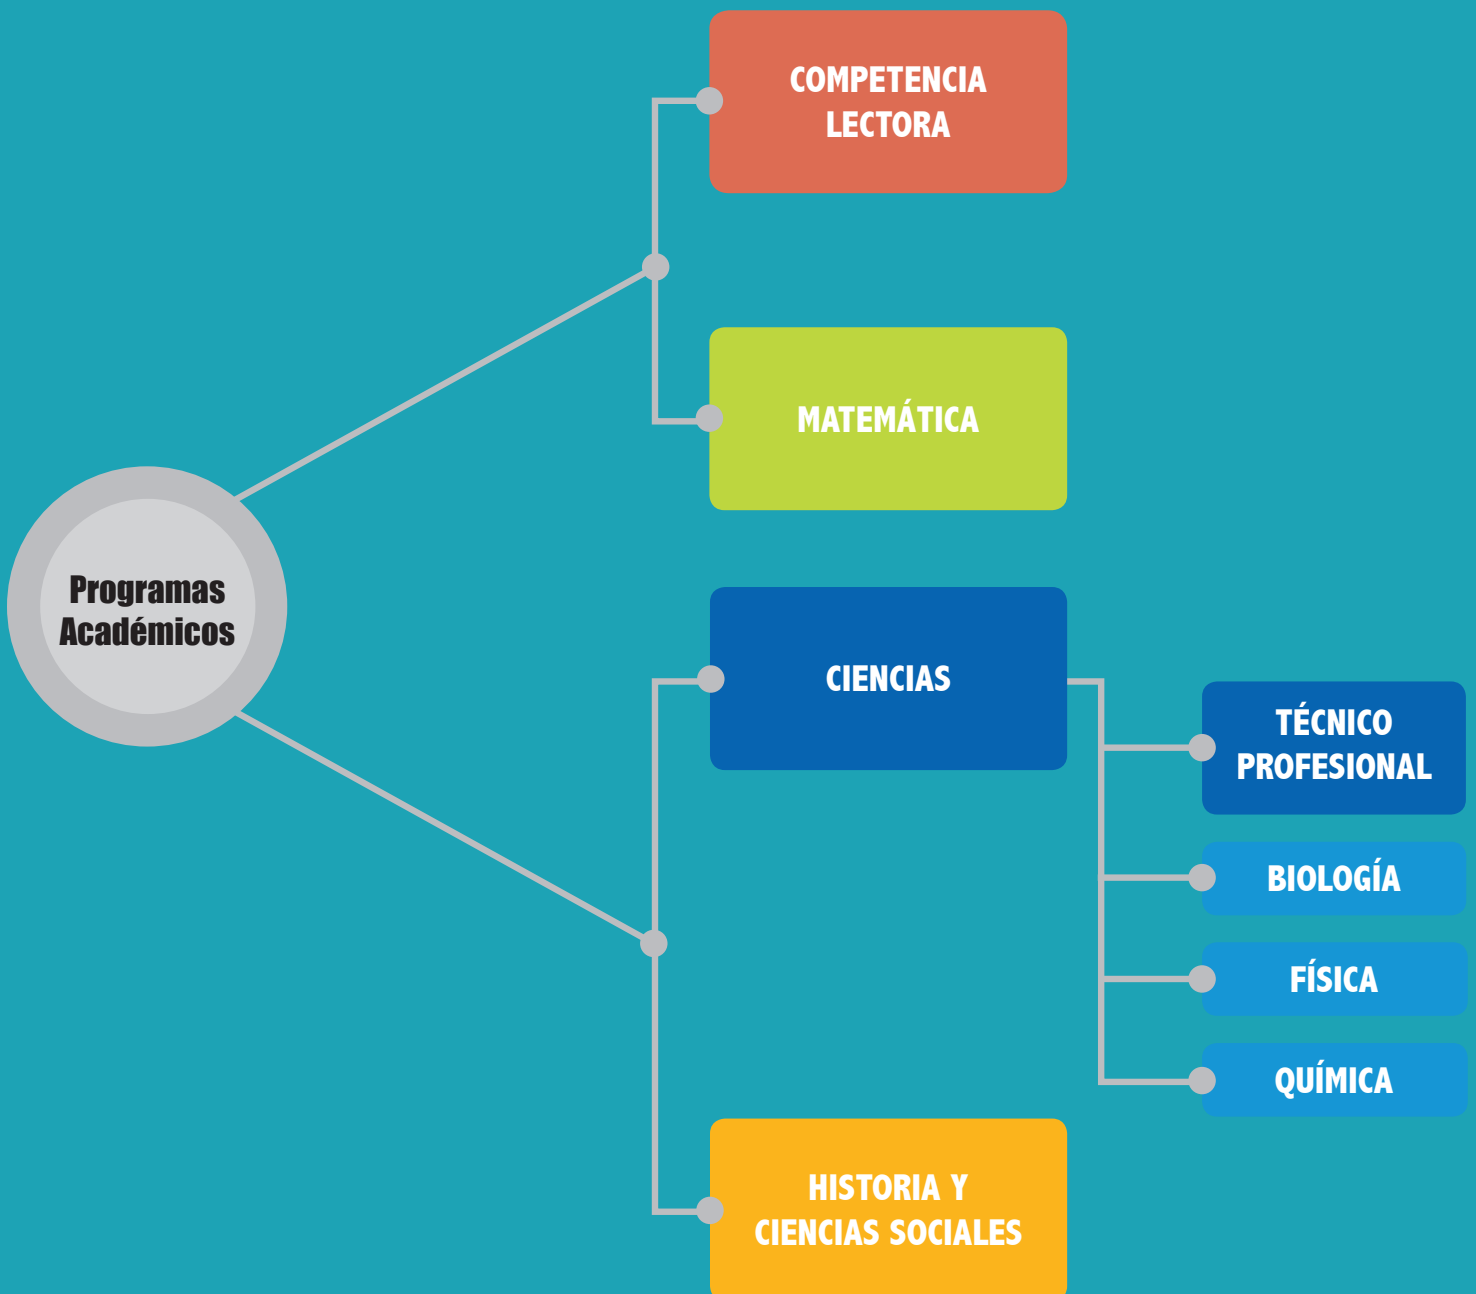 Programas
Académicos
COMPETENCIA
LECTORA
MATEMÁTICA
CIENCIAS
TÉCNICO
PROFESIONAL
BIOLOGÍA
FÍSICA
QUÍMICA
HISTORIA Y
CIENCIAS SOCIALES